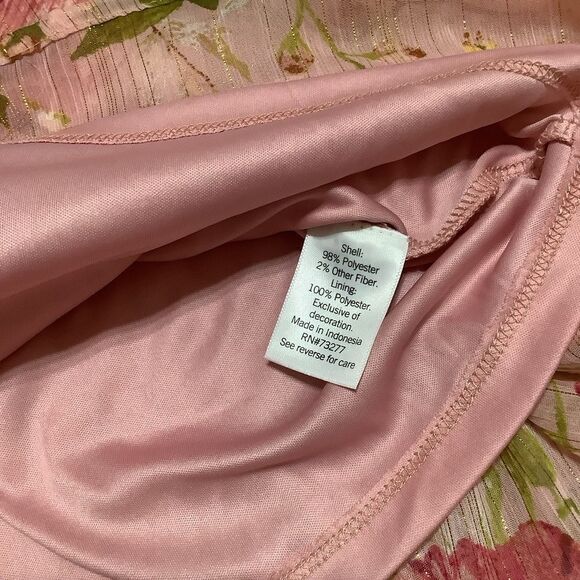 Shell:
98% Polyester
2% Other Fiber.
Lining:
100% Polyester.
Exclusive of
decoration.
Made in Indonesia
RN#73277
See reverse for care